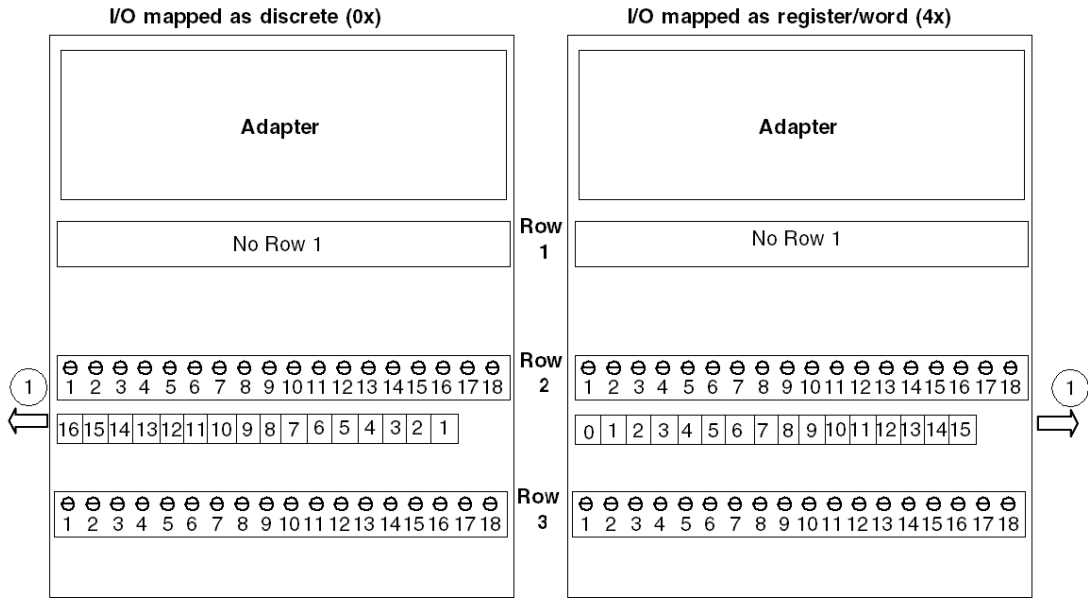 I/O mapped as discrete (0x)
I/O mapped as register/word (4x)
Adapter
Adapter
No Row 1
Row
1
No Row 1
1 2 3 4 5 6 7 8 9 10 11 12 13 14 15 16 17 18
Row
2
1 2 3 4 5 6 7 8 9 10 11 12 13 14 15 16 17 18
1
1
16 15 14 13 12 11 10 9 8 7 6 5 4 3 2 1
0 1 2 3 4 5 6 7 8 9 10 11 12 13 14 15
1 2 3 4 5 6 7 8 9 10 11 12 13 14 15 16 17 18
Row
3
1 2 3 4 5 6 7 8 9 10 11 12 13 14 15 16 17 18